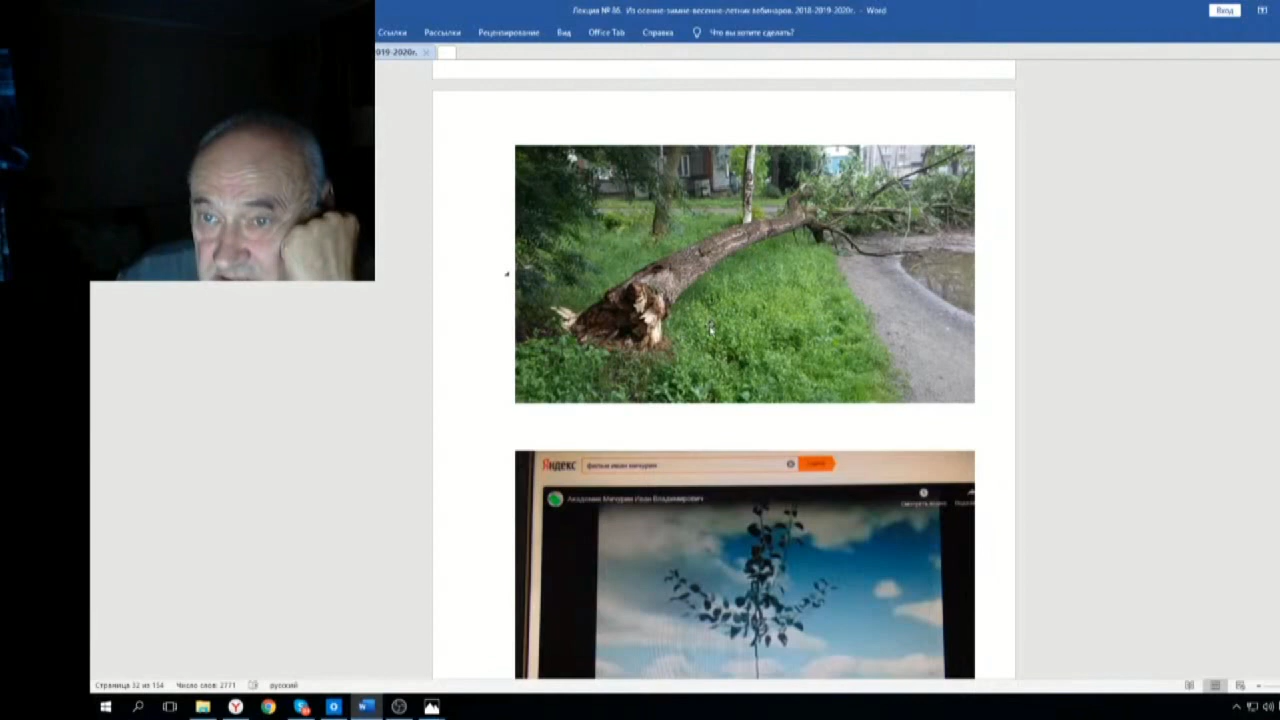 Лекция № 86. Из осенне-зимне-весенне-летних вебинаров. 2018-2019-2020г. - Word
Вход
Ссылки Рассылки Рецензирование Вид Office Tab Справка Что вы хотите сделать?
019-2020г.
Яндекс фильм иван мичурин
Академик Мичурин Иван Владимирович
Страница 32 из 154 Число слов: 2771 русский